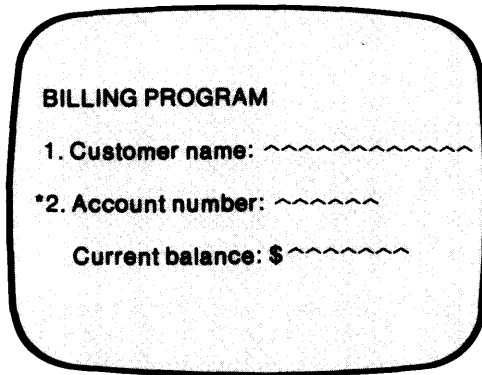 BILLING PROGRAM
1. Customer name: ^^^^^^^^^^^^
*2. Account number: ^^^^^^
Current balance: $^^^^^^^